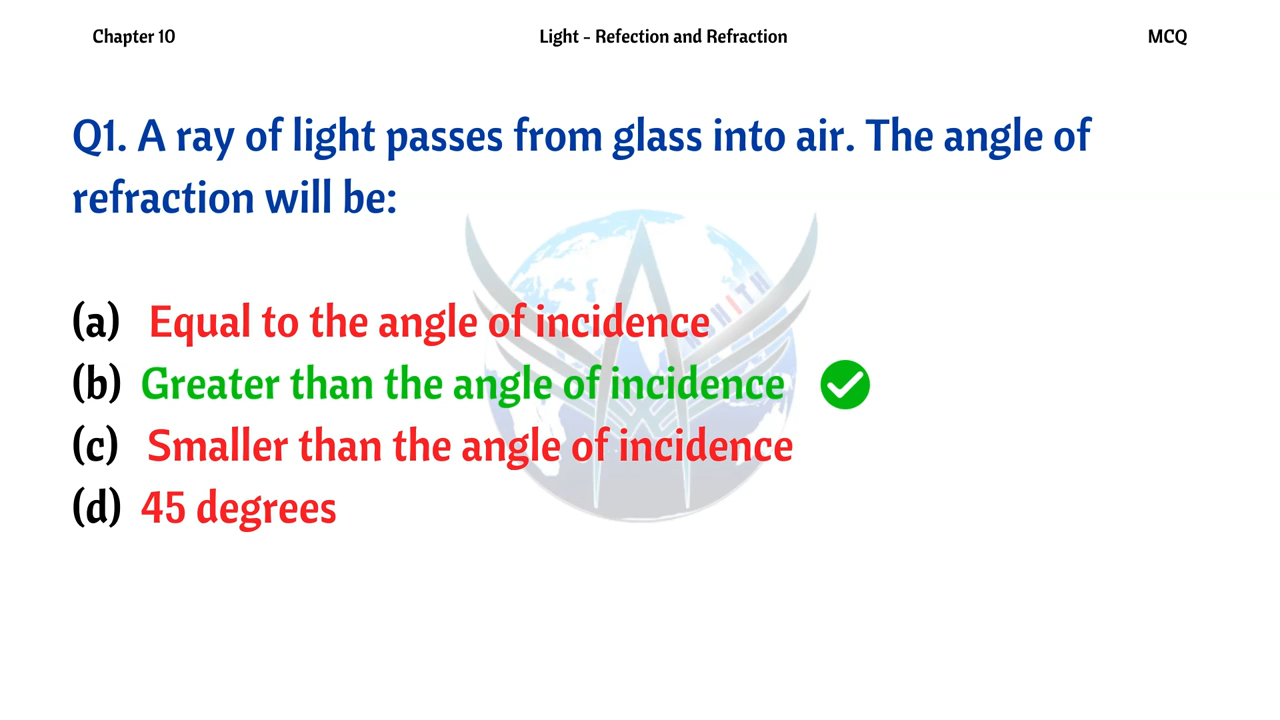 Chapter 10
Light - Refection and Refraction
MCQ
Q1. A ray of light passes from glass into air. The angle of
refraction will be:
(a) Equal to the angle of incidence
(b) Greater than the angle of incidence
(c) Smaller than the angle of incidence
(d) 45 degrees